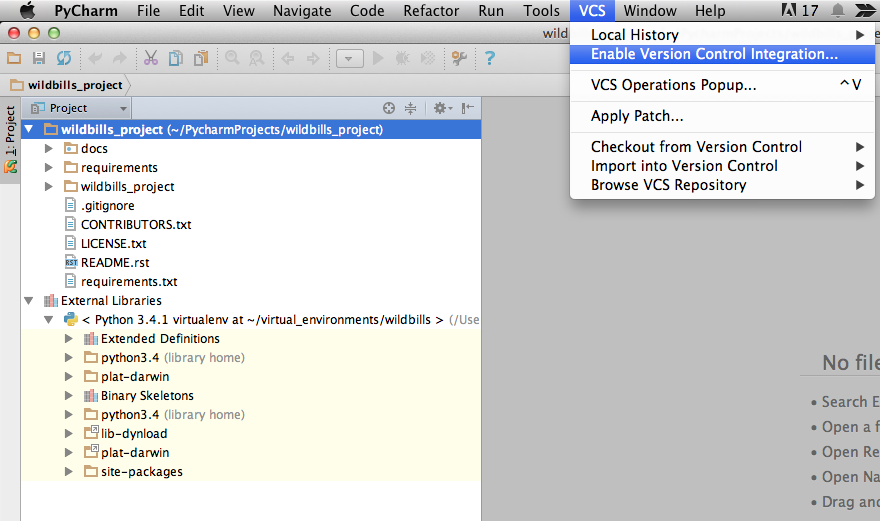 PyCharm File Edit View Navigate Code Refactor Run Tools VCS Window Help 17
wild
Local History
Enable Version Control Integration...
VCS Operations Popup... ^V
Apply Patch...
Checkout from Version Control
Import into Version Control
Browse VCS Repository
wildbills_project
1: Project
Project
wildbills_project (~/PycharmProjects/wildbills_project)
docs
requirements
wildbills_project
.gitignore
CONTRIBUTORS.txt
LICENSE.txt
RST README.rst
requirements.txt
External Libraries
< Python 3.4.1 virtualenv at ~/virtual_environments/wildbills > (/Use
Extended Definitions
python3.4 (library home)
plat-darwin
Binary Skeletons
python3.4 (library home)
lib-dynload
plat-darwin
site-packages
No file
• Search E
• Open a f
• Open Re
• Open Na
• Drag and